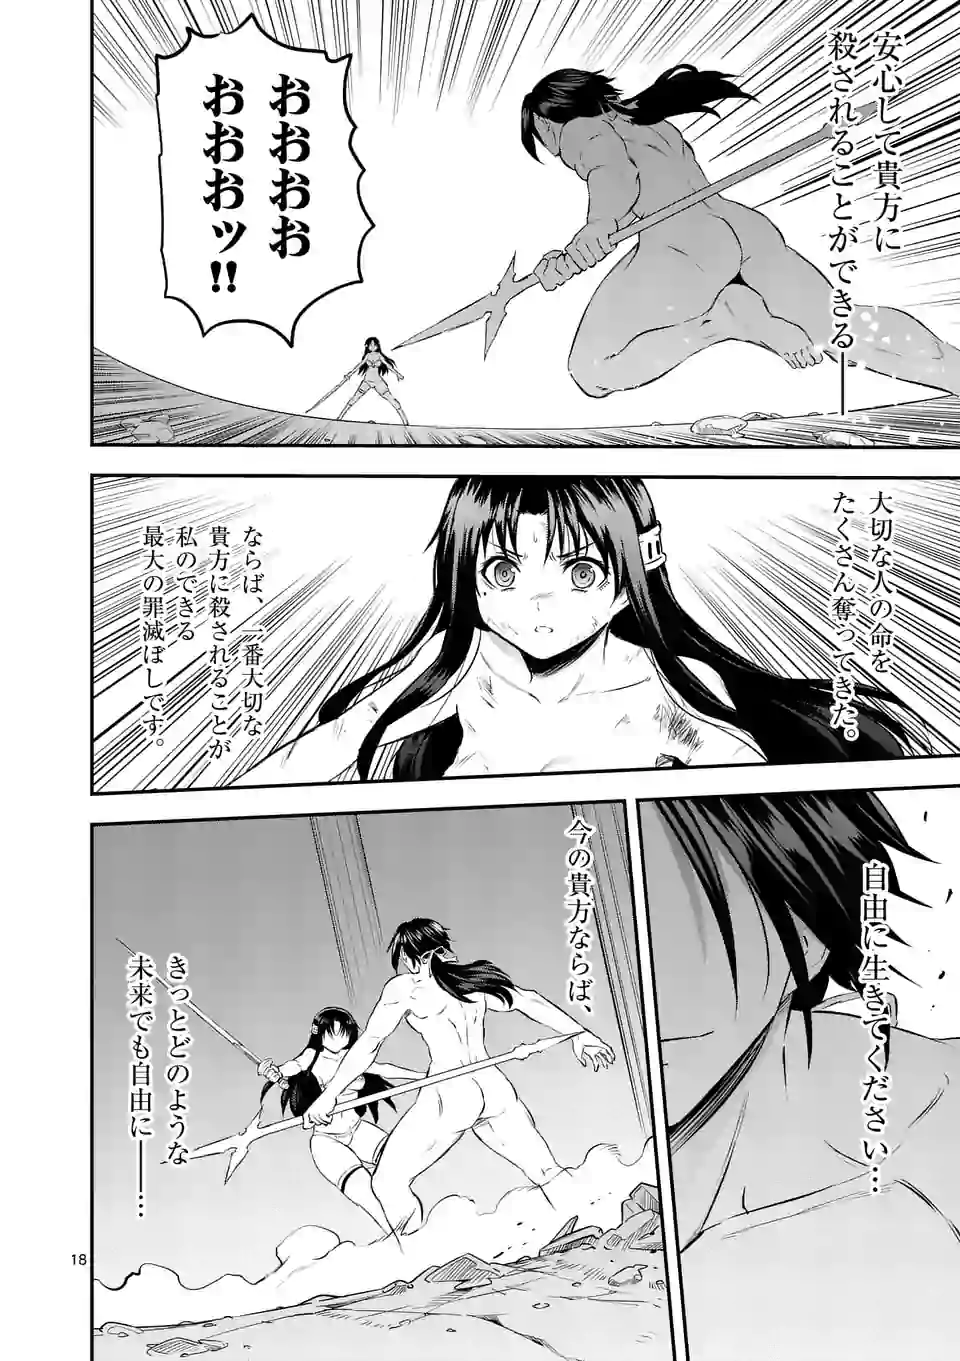 安心して貴方に
殺されることができる――
おおおお
おおおッ!!
大切な人の命を
たくさん奪ってきた。
ならば、一番大切な
貴方に殺されることが
私のできる
最大の罪滅ぼしです。
自由に生きてください…
今の貴方ならば、
きっとどのような
未来でも自由に――…
18